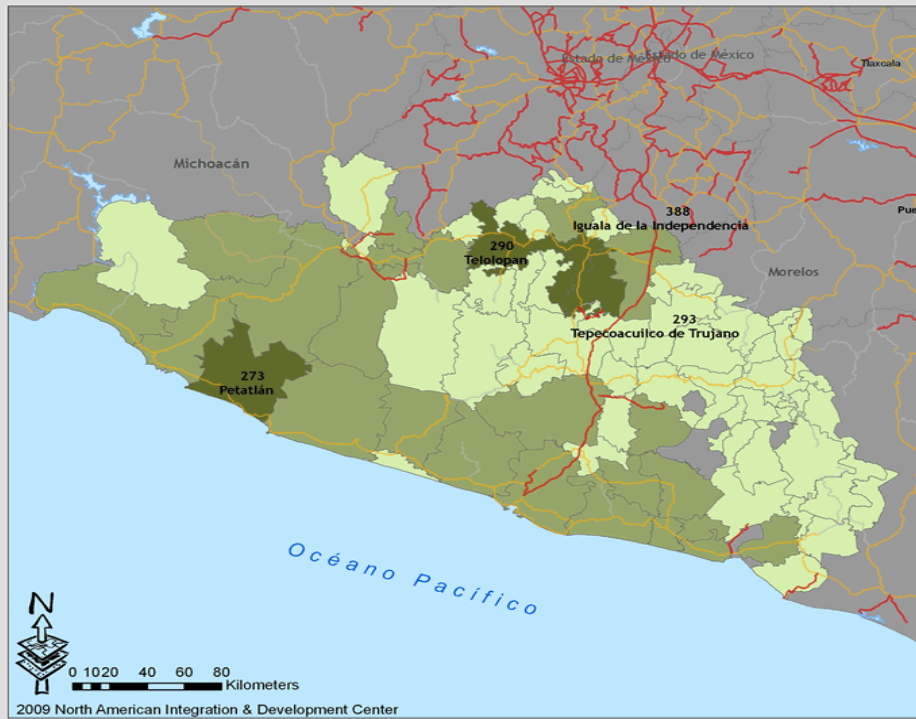 Estado de México
Estado de México
Tlaxcala
Michoacán
388
Iguala de la Independencia
Pue
290
Telolopan
Morelos
293
Tepecoacuilco de Trujano
273
Petatlán
Océano Pacífico
N
0 10 20 40 60 80
Kilometers
2009 North American Integration & Development Center